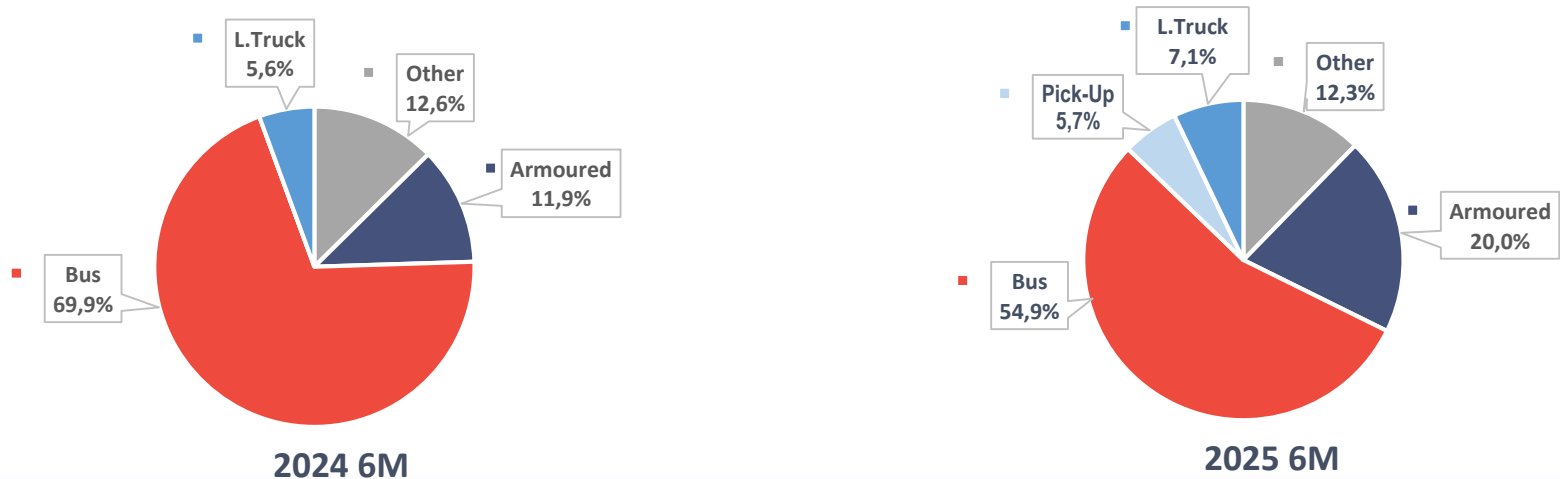 L.Truck
5,6%
Other
12,6%
Armoured
11,9%
Bus
69,9%
2024 6M
L.Truck
7,1%
Other
12,3%
Pick-Up
5,7%
Armoured
20,0%
Bus
54,9%
2025 6M